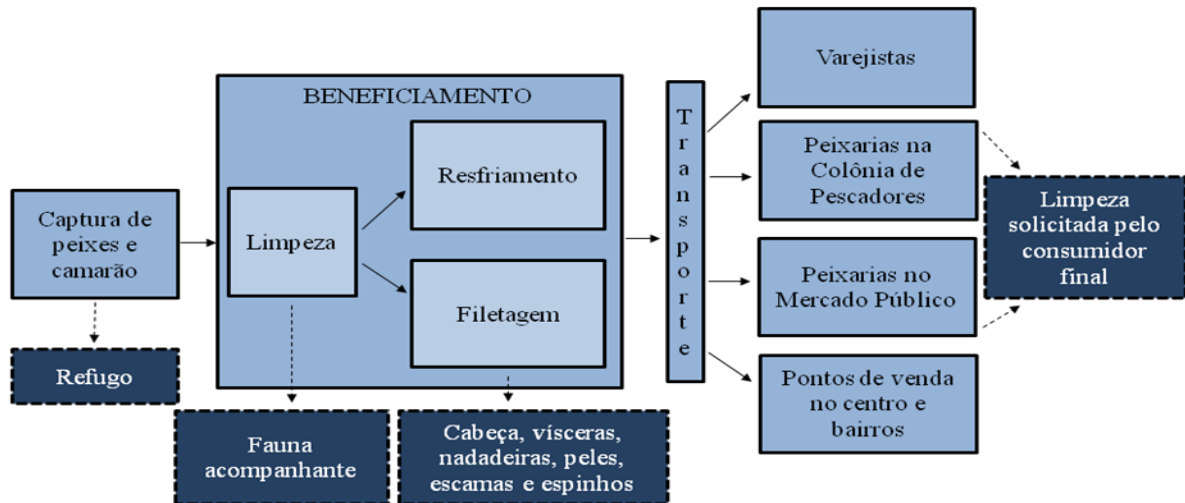 Captura de
peixes e
camarão
Refugo
BENEFICIAMENTO
Limpeza
Resfriamento
Filetagem
Fauna
acompanhante
Cabeça, vísceras,
nadadeiras, peles,
escamas e espinhos
Transporte
Varejistas
Peixarias na
Colônia de
Pescadores
Peixarias no
Mercado Público
Pontos de venda
no centro e
bairros
Limpeza
solicitada pelo
consumidor
final